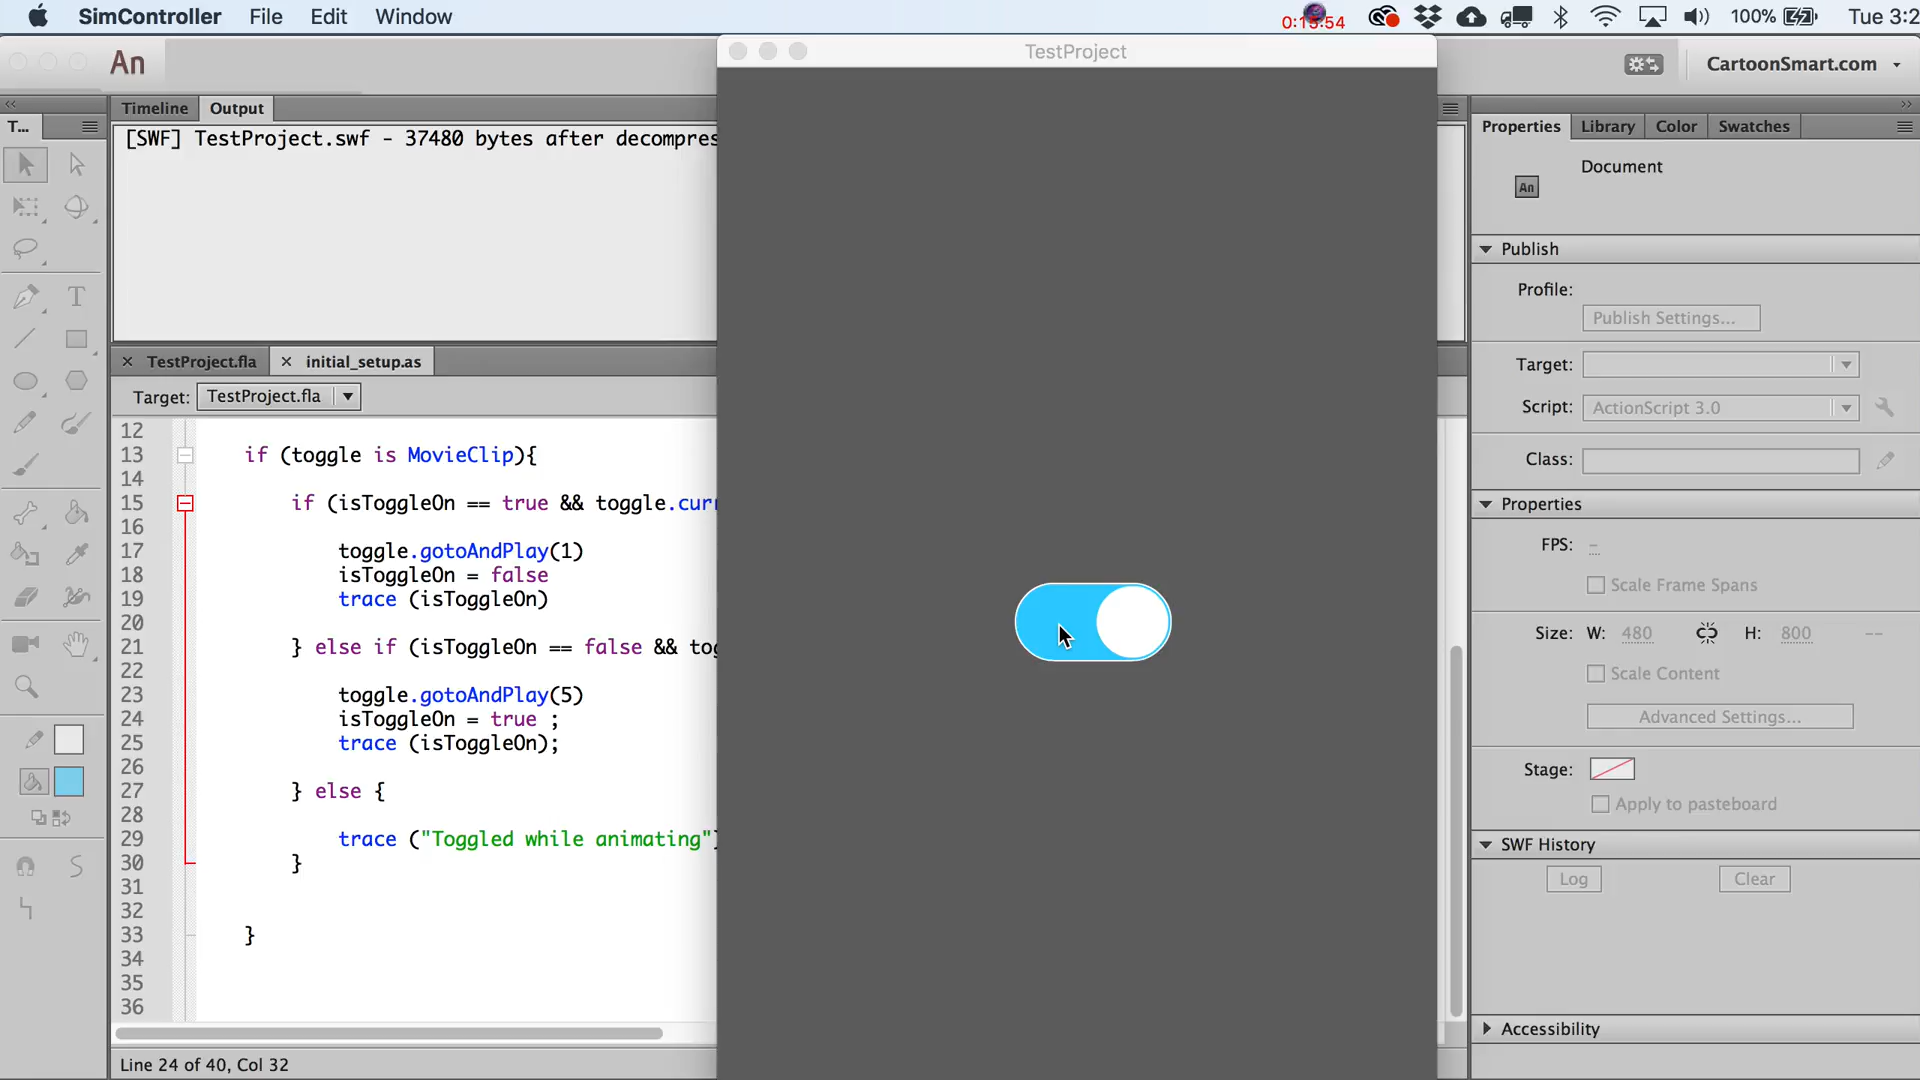 SimController File Edit Window
0:15:54
100%
Tue 3:2
An
TestProject
CartoonSmart.com
T...
Timeline Output
[SWF] TestProject.swf - 37480 bytes after decompres
TestProject.fla
initial_setup.as
Target: TestProject.fla
12
13 if (toggle is MovieClip){
14
15 if (isToggleOn == true && toggle.curr
16
17 toggle.gotoAndPlay(1)
18 isToggleOn = false
19 trace (isToggleOn)
20
21 } else if (isToggleOn == false && tog
22
23 toggle.gotoAndPlay(5)
24 isToggleOn = true ;
25 trace (isToggleOn);
26
27 } else {
28
29 trace ("Toggled while animating"
30 }
31
32
33 }
34
35
36
Line 24 of 40, Col 32
Properties Library Color Swatches
Document
An
Publish
Profile:
Publish Settings...
Target:
Script: ActionScript 3.0
Class:
Properties
FPS: --
Scale Frame Spans
Size: W: 480 H: 800 --
Scale Content
Advanced Settings...
Stage:
Apply to pasteboard
SWF History
Log Clear
Accessibility